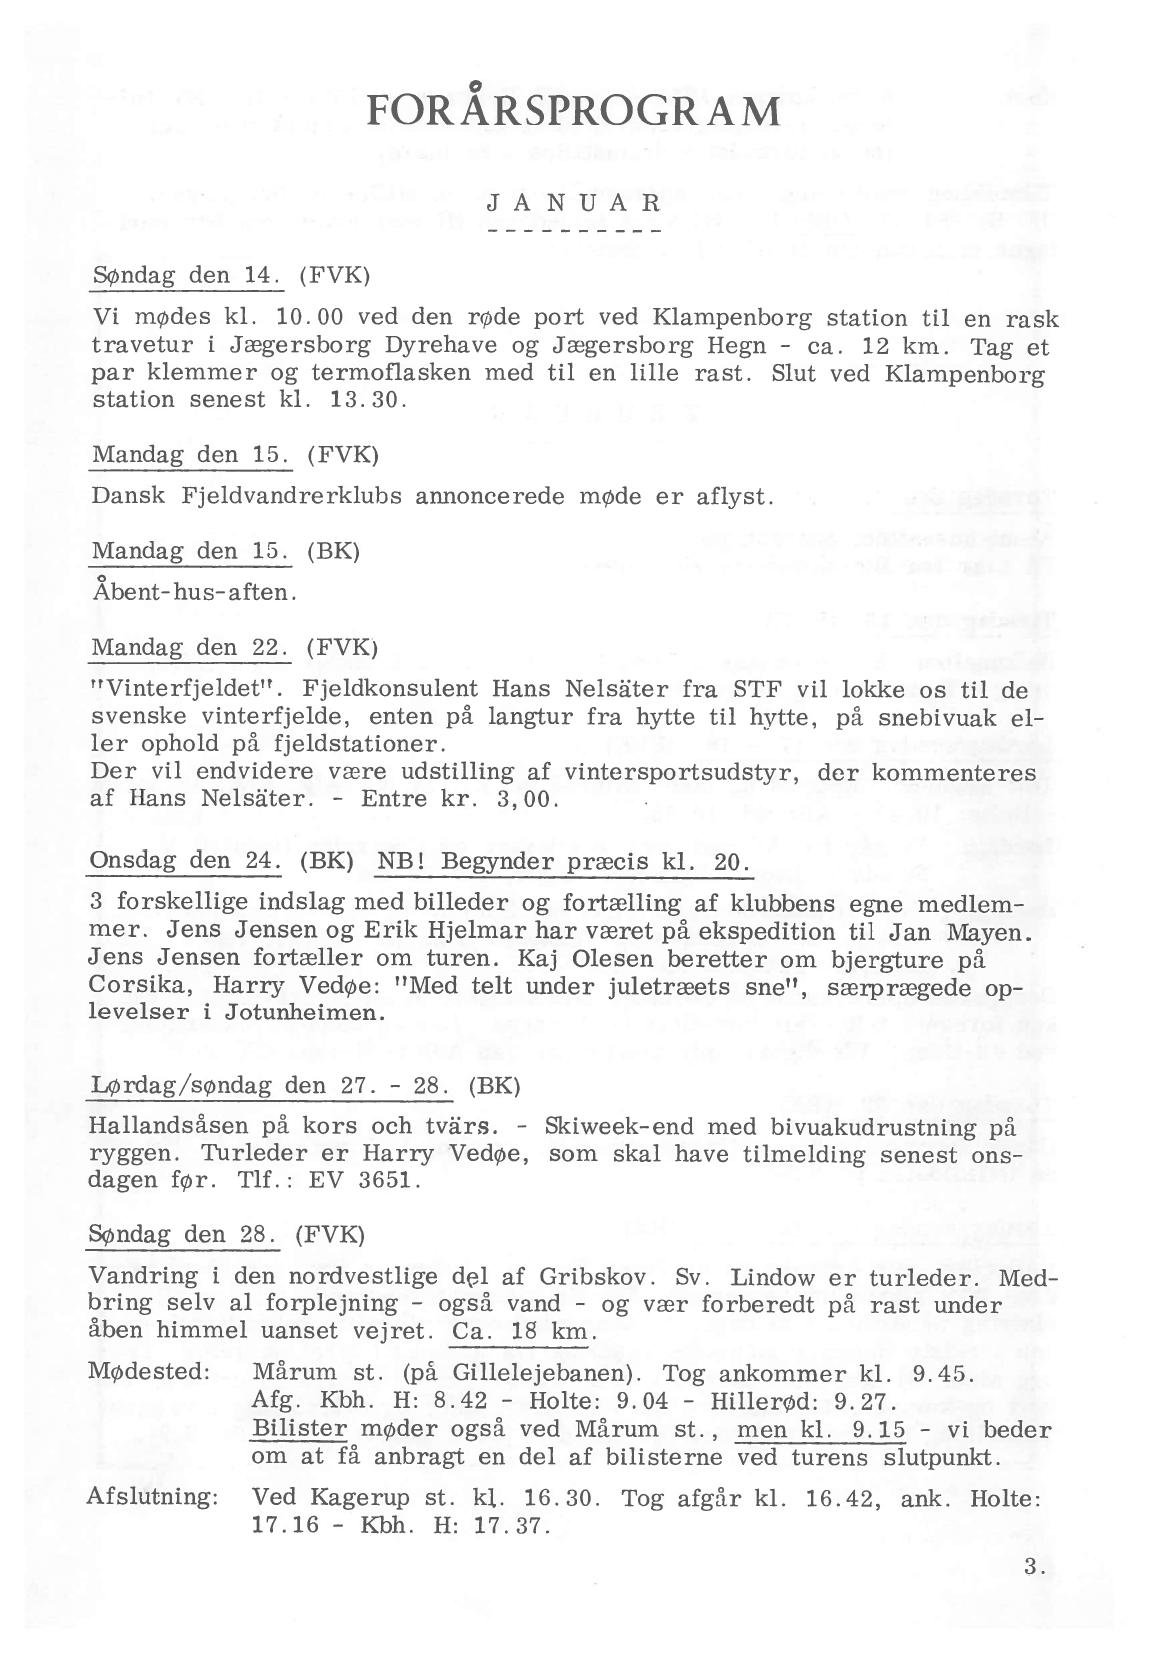 FORÅRSPROGRAM
JANUAR
----------
Søndag den 14. (FVK)
Vi mødes kl. 10.00 ved den røde port ved Klampenborg station til en rask
travetur i Jægersborg Dyrehave og Jægersborg Hegn - ca. 12 km. Tag et
par klemmer og termoflasken med til en lille rast. Slut ved Klampenborg
station senest kl. 13.30.
Mandag den 15. (FVK)
Dansk Fjeldvandrerklubs annoncerede møde er aflyst.
Mandag den 15. (BK)
Åbent-hus-aften.
Mandag den 22. (FVK)
"Vinterfjeldet". Fjeldkonsulent Hans Nelsäter fra STF vil lokke os til de
svenske vinterfjelde, enten på langtur fra hytte til hytte, på snebivuak el-
ler ophold på fjeldstationer.
Der vil endvidere være udstilling af vintersportsudstyr, der kommenteres
af Hans Nelsäter. - Entre kr. 3,00.
Onsdag den 24. (BK) NB! Begynder præcis kl. 20.
3 forskellige indslag med billeder og fortælling af klubbens egne medlem-
mer. Jens Jensen og Erik Hjelmar har været på ekspedition til Jan Mayen.
Jens Jensen fortæller om turen. Kaj Olesen beretter om bjergture på
Corsika, Harry Vedøe: "Med telt under juletræets sne", særprægede op-
levelser i Jotunheimen.
Lørdag/søndag den 27. - 28. (BK)
Hallandsåsen på kors och tvärs. - Skiweek-end med bivuakudrustning på
ryggen. Turleder er Harry Vedøe, som skal have tilmelding senest ons-
dagen før. Tlf.: EV 3651.
Søndag den 28. (FVK)
Vandring i den nordvestlige del af Gribskov. Sv. Lindow er turleder. Med-
bring selv al forplejning - også vand - og vær forberedt på rast under
åben himmel uanset vejret. Ca. 18 km.
Mødested: Mårum st. (på Gillelejebanen). Tog ankommer kl. 9.45.
Afg. Kbh. H: 8.42 - Holte: 9.04 - Hillerød: 9.27.
Bilister møder også ved Mårum st., men kl. 9.15 - vi beder
om at få anbragt en del af bilisterne ved turens slutpunkt.
Afslutning: Ved Kagerup st. kl. 16.30. Tog afgår kl. 16.42, ank. Holte:
17.16 - Kbh. H: 17.37.
3.